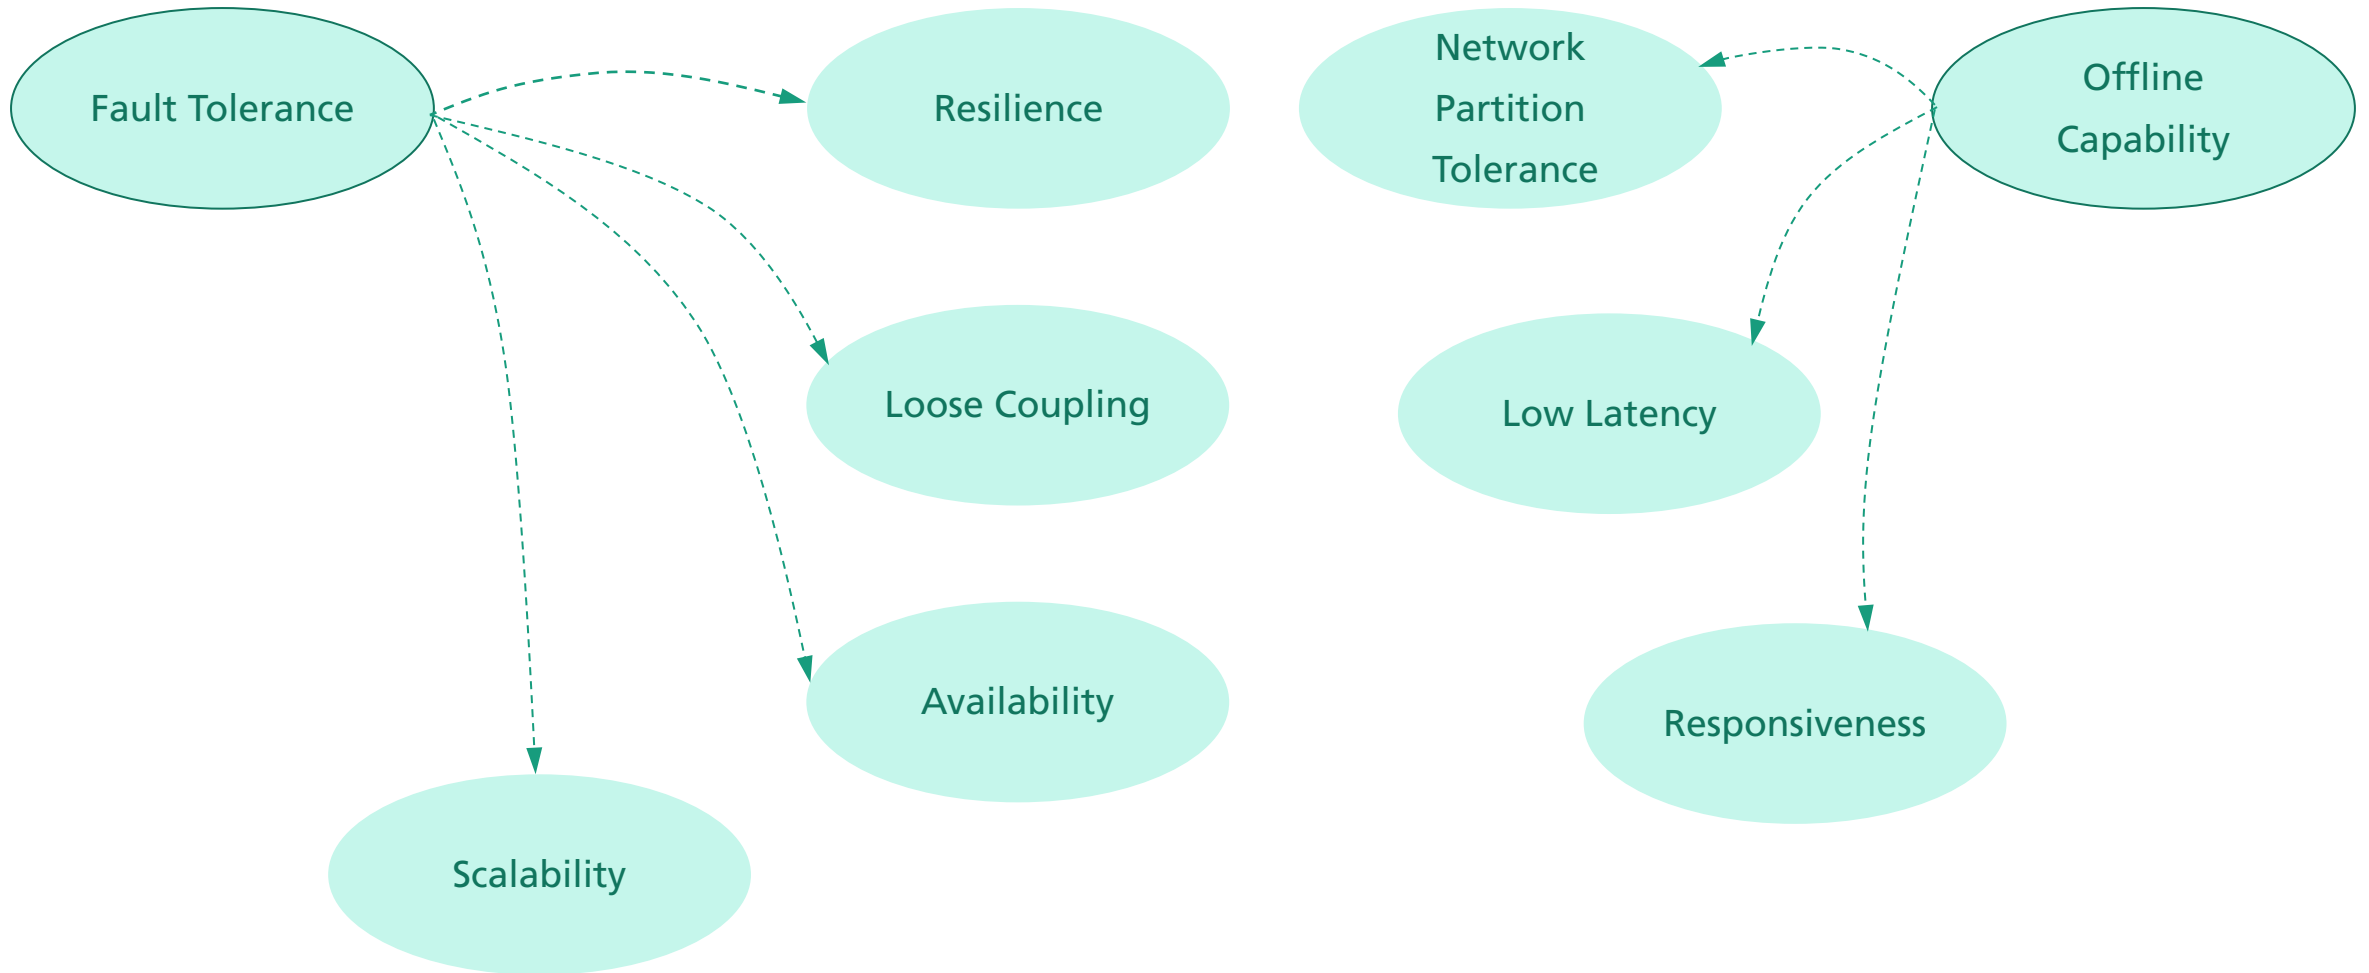 Fault Tolerance
Resilience
Network
Partition
Tolerance
Offline
Capability
Loose Coupling
Low Latency
Availability
Responsiveness
Scalability